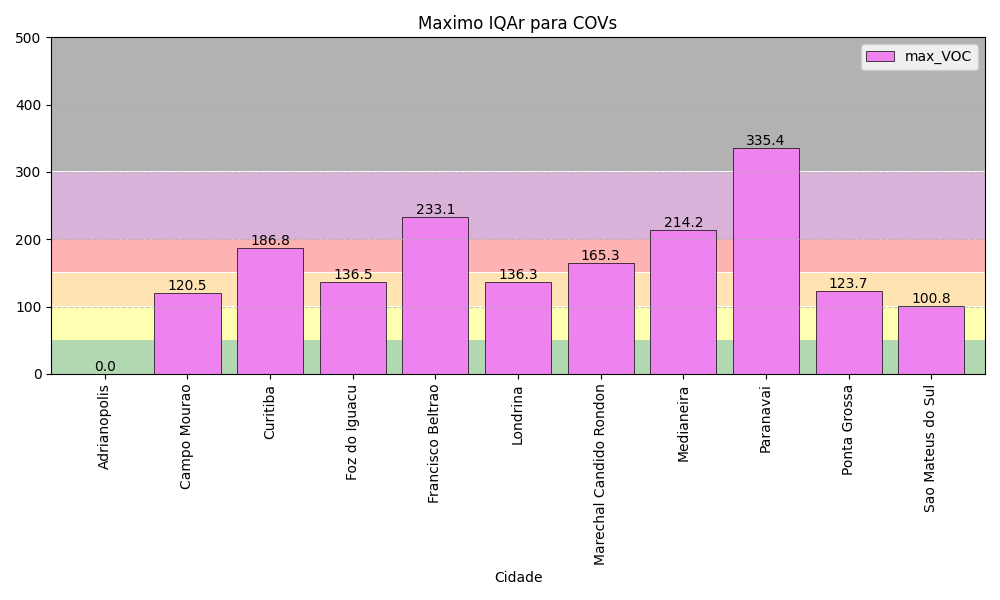 Maximo IQAr para COVs
max_VOC
500
400
300
200
100
0
0.0
120.5
186.8
136.5
233.1
136.3
165.3
214.2
335.4
123.7
100.8
Adrianopolis
Campo Mourao
Curitiba
Foz do Iguacu
Francisco Beltrao
Londrina
Marechal Candido Rondon
Medianeira
Paranavai
Ponta Grossa
Sao Mateus do Sul
Cidade